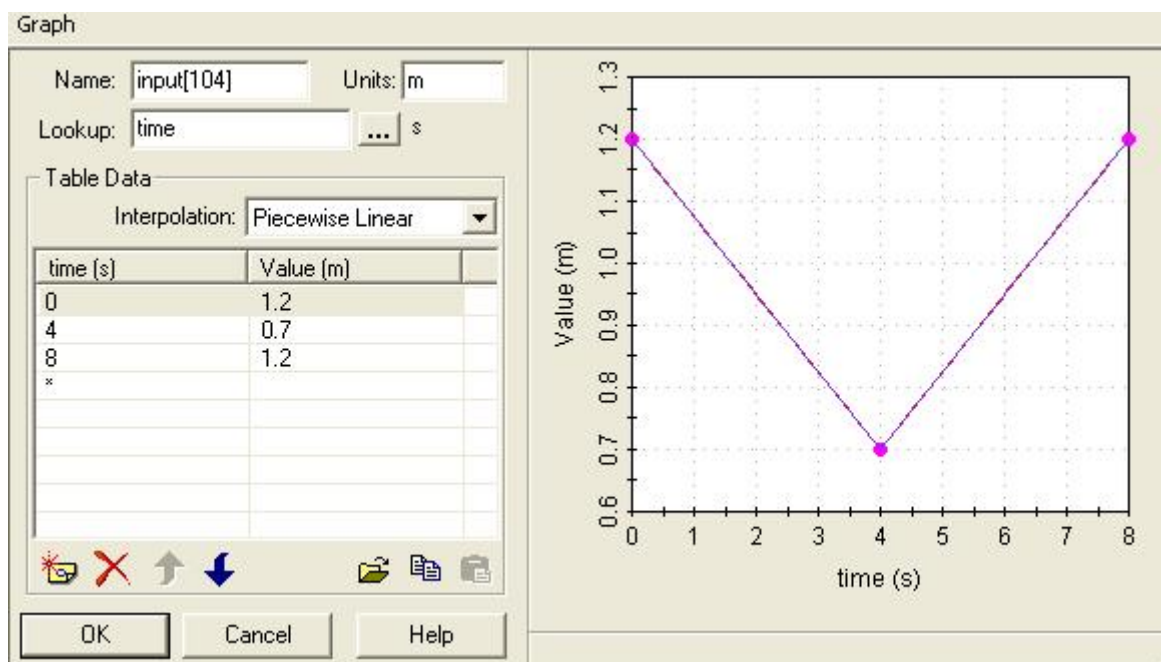 Graph
Name: input[104] Units: m
Lookup: time ... s
Table Data
Interpolation: Piecewise Linear
time (s) Value (m)
0 1.2
4 0.7
8 1.2
*
OK Cancel Help
1.3
1.2
1.1
1.0
0.9
0.8
0.7
0.6
Value (m)
0 1 2 3 4 5 6 7 8
time (s)